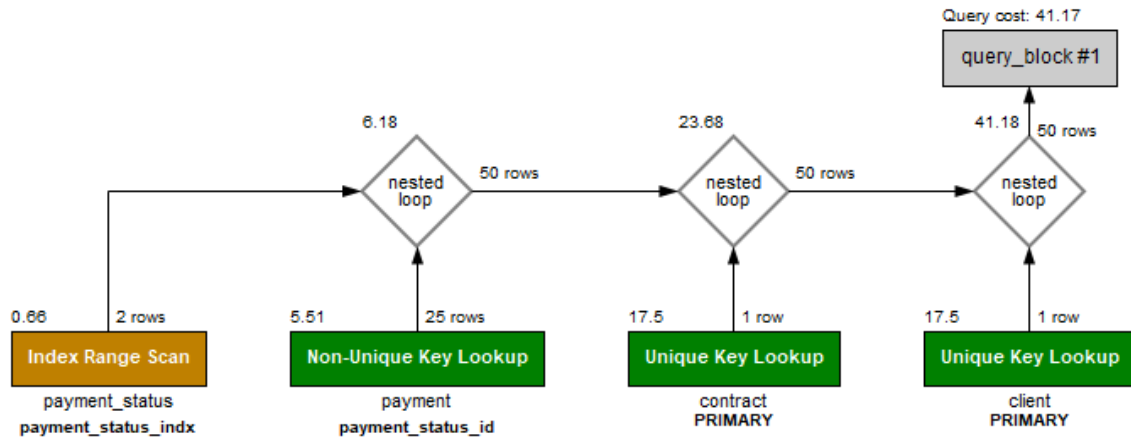 Query cost: 41.17
query_block #1
6.18
23.68
41.18
50 rows
nested
loop
50 rows
nested
loop
50 rows
nested
loop
0.66
2 rows
5.51
25 rows
17.5
1 row
17.5
1 row
Index Range Scan
Non-Unique Key Lookup
Unique Key Lookup
Unique Key Lookup
payment_status
payment
contract
client
payment_status_indx
payment_status_id
PRIMARY
PRIMARY